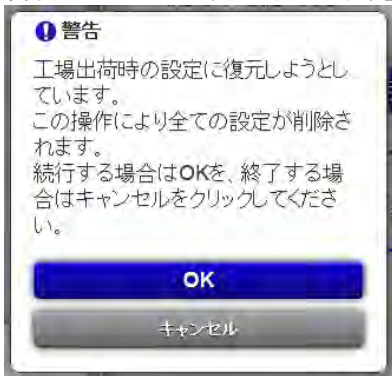 警告
工場出荷時の設定に復元しようとし
ています。
この操作により全ての設定が削除さ
れます。
続行する場合はOKを、終了する場
合はキャンセルをクリックしてくださ
い。
OK
キャンセル